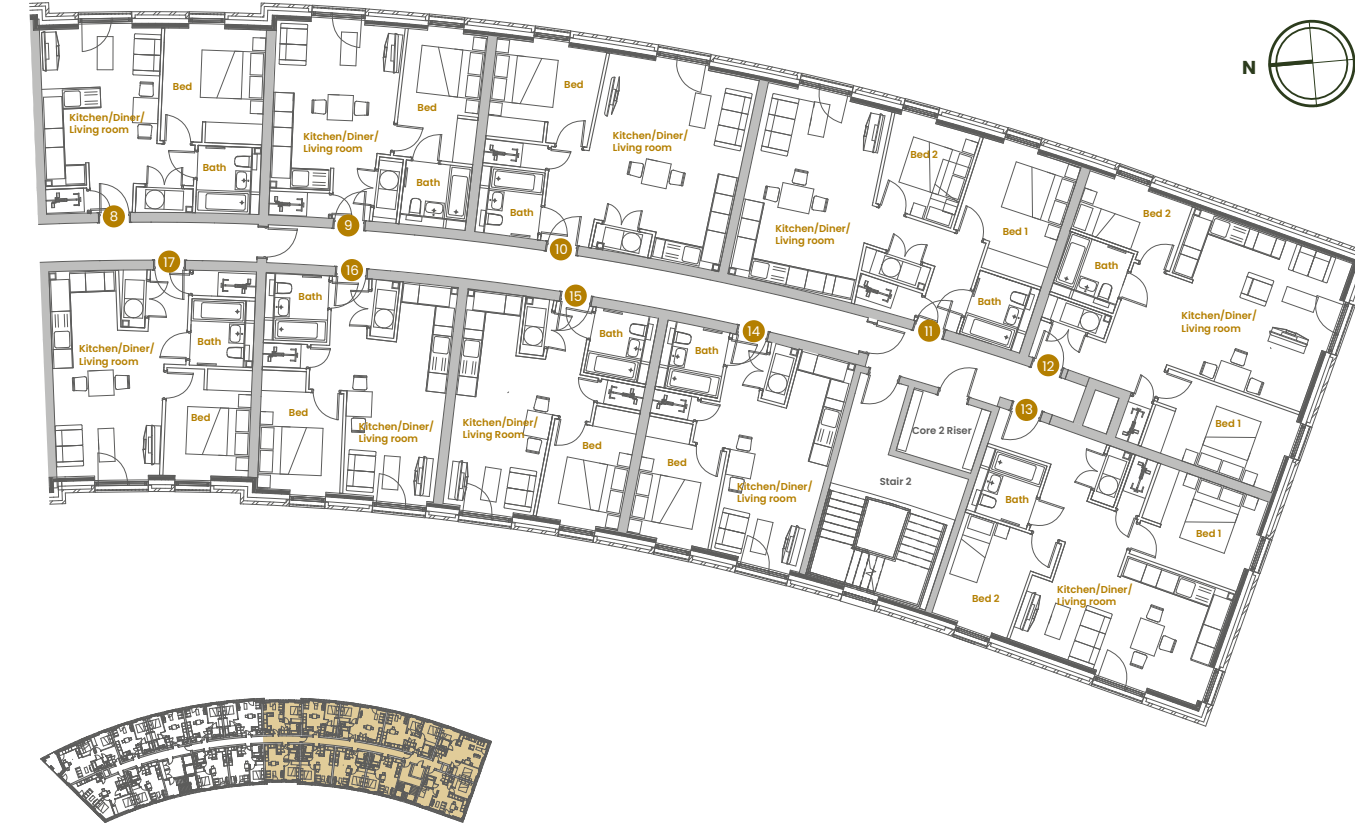 N
Kitchen/Diner/
Living room
Bed
Bath
8
Kitchen/Diner/
Living room
Bed
Bath
9
Bed
Kitchen/Diner/
Living room
Bath
10
Kitchen/Diner/
Living room
Bed 2
Bed 1
Bath
11
Bed 2
Bath
Kitchen/Diner/
Living room
Bed 1
12
17
Kitchen/Diner/
Living room
Bath
Bed
16
Bath
Bed
Kitchen/Diner/
Living room
15
Bath
Kitchen/Diner/
Living Room
Bed
14
Bath
Bed
Kitchen/Diner/
Living room
Core 2 Riser
Stair 2
13
Bath
Bed 1
Bed 2
Kitchen/Diner/
Living room